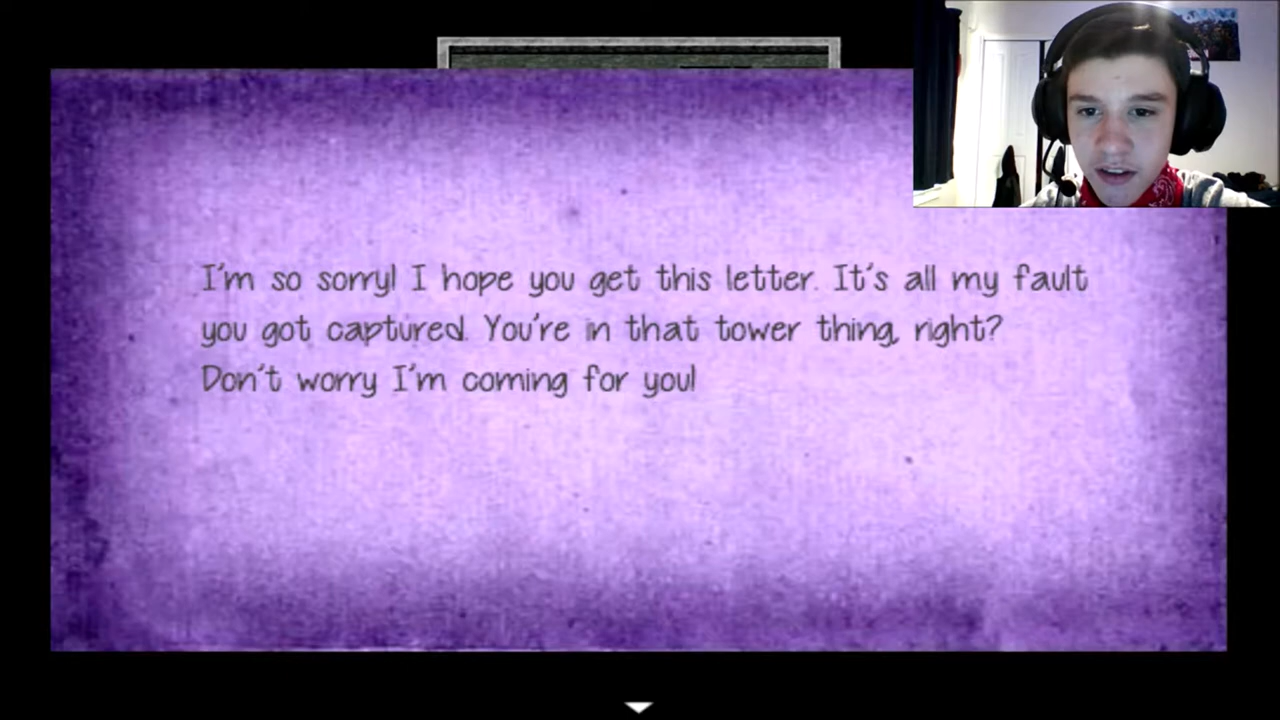 I'm so sorry! I hope you get this letter. It's all my fault
you got captured. You're in that tower thing, right?
Don't worry I'm coming for you!